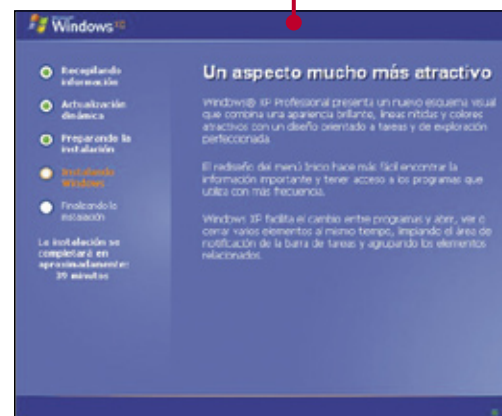 Windows XP
Recopilando
información
Actualización
dinámica
Preparando la
instalación
Instalando
Windows
Finalizando la
instalación
La instalación se
completará en
aproximadamente:
39 minutos
Un aspecto mucho más atractivo
Windows® XP Professional presenta un nuevo esquema visual
que combina una apariencia brillante, líneas nítidas y colores
atractivos con un diseño orientado a tareas y de exploración
perfeccionada.
El rediseño del menú Inicio hace más fácil encontrar la
información importante y tener acceso a los programas que
utiliza con más frecuencia.
Windows XP facilita el cambio entre programas y abrir, ver o
cerrar varios elementos al mismo tiempo, limpiando el área de
notificación de la barra de tareas y agrupando los elementos
relacionados.